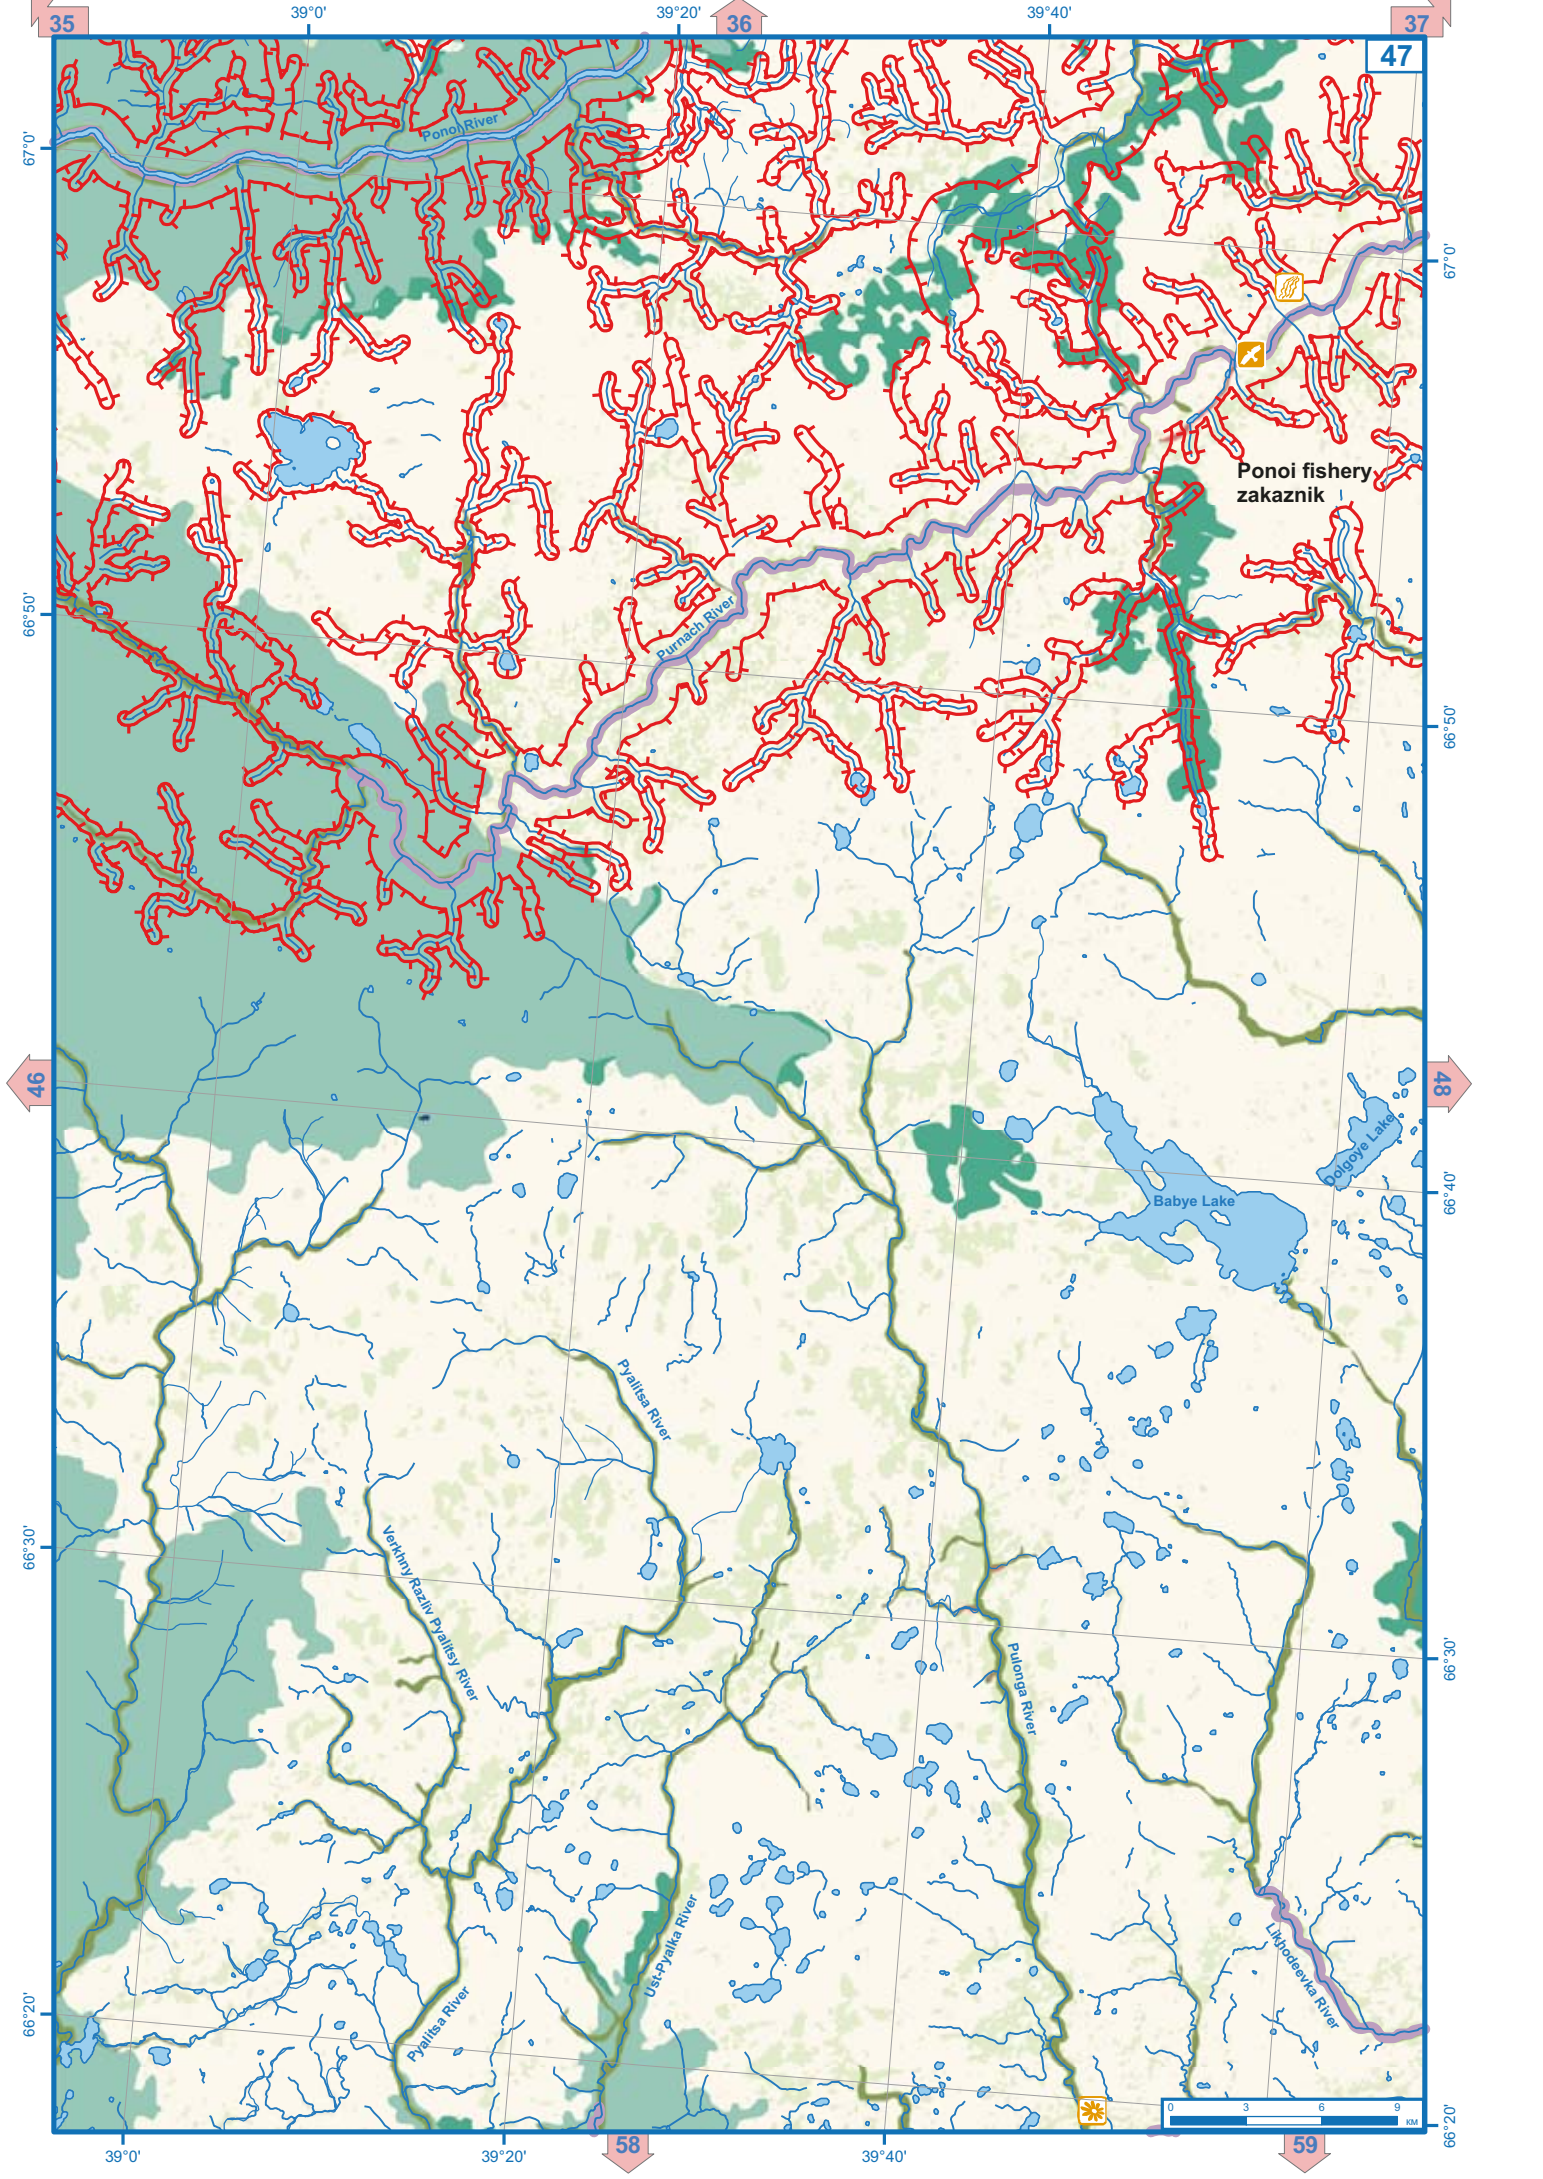 39°0'
39°20'
39°40'
35
36
37
47
67°0'
Ponoi River
67°0'
Ponoi fishery
zakaznik
66°50'
Purnach River
66°50'
46
48
Dolgoye Lake
Babye Lake
66°40'
Pyalitsa River
66°30'
Verkhny Razliv Pyalitsy River
Pulonga River
66°30'
Ust-Pyalka River
Likhodeevka River
Pyalitsa River
66°20'
0 3 6 9
км
66°20'
39°0'
39°20'
58
39°40'
59